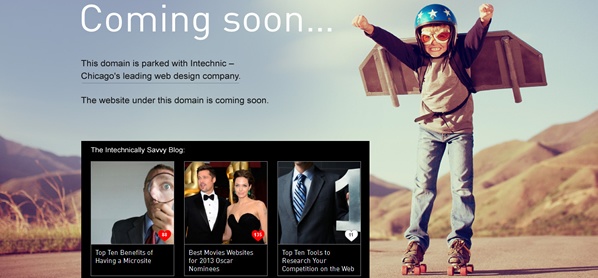 Coming soon...
This domain is parked with Intechnic –
Chicago's leading web design company.
The website under this domain is coming soon.
The Intechnically Savvy Blog:
88
135
11
Top Ten Benefits of
Having a Microsite
Best Movies Websites
for 2013 Oscar
Nominees
Top Ten Tools to
Research Your
Competition on the Web